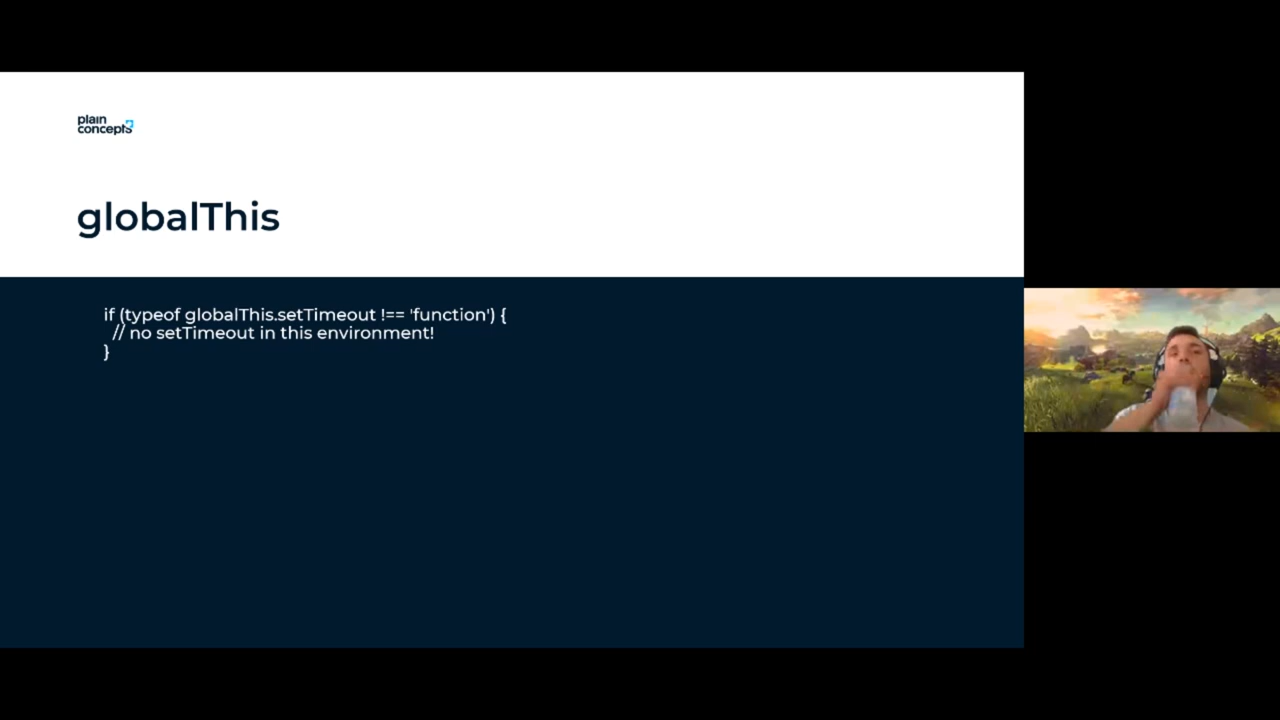 plain
concepts
globalThis
if (typeof globalThis.setTimeout !== 'function') {
// no setTimeout in this environment!
}